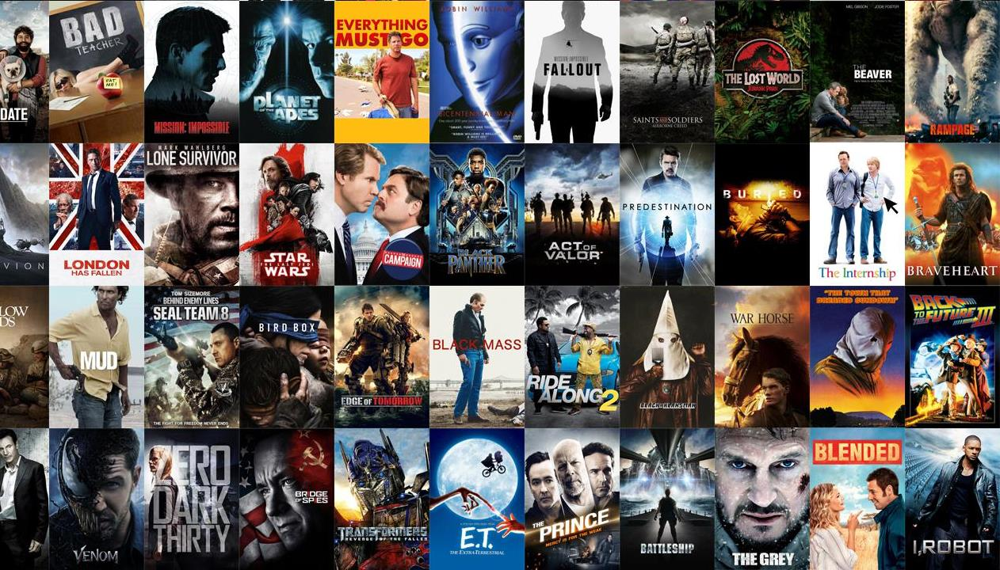 DATE
BAD
TEACHER
EAT
ME!
MISSION: IMPOSSIBLE
PLANET
OF THE
APES
EVERYTHING
MUST GO
ROBIN WILLIAMS
BICENTENNIAL MAN
MISSION: IMPOSSIBLE
FALLOUT
SAINTS AND SOLDIERS
AIRBORNE CREED
THE LOST WORLD
JURASSIC PARK
MEL GIBSON JODIE FOSTER
THE
BEAVER
RAMPAGE
VION
LONDON
HAS FALLEN
MARK WAHLBERG
LONE SURVIVOR
STAR
THE LAST JEDI
WARS
CAMPAIGN
BLACK
PANTHER
ACT OF
VALOR
PREDESTINATION
BURIED
The Internship
BRAVEHEART
LOW
DS
MUD
TOM SIZEMORE
BEHIND ENEMY LINES
SEAL TEAM 8
THE FIGHT FOR FREEDOM NEVER ENDS
BIRD BOX
EDGE OF TOMORROW
BLACK MASS
RIDE
ALONG 2
BLACKkKLANSMAN
WAR HORSE
"THE TOWN THAT
DREADED SUNDOWN"
BACK
TO THE
FUTURE III
VENOM
ZERO
DARK
THIRTY
BRIDGE
OF SPIES
TRANSFORMERS
REVENGE OF THE FALLEN
E.T.
THE EXTRA-TERRESTRIAL
THE
PRINCE
MERCY IS FOR THE WEAK
BATTLESHIP
THE GREY
BLENDED
I, ROBOT